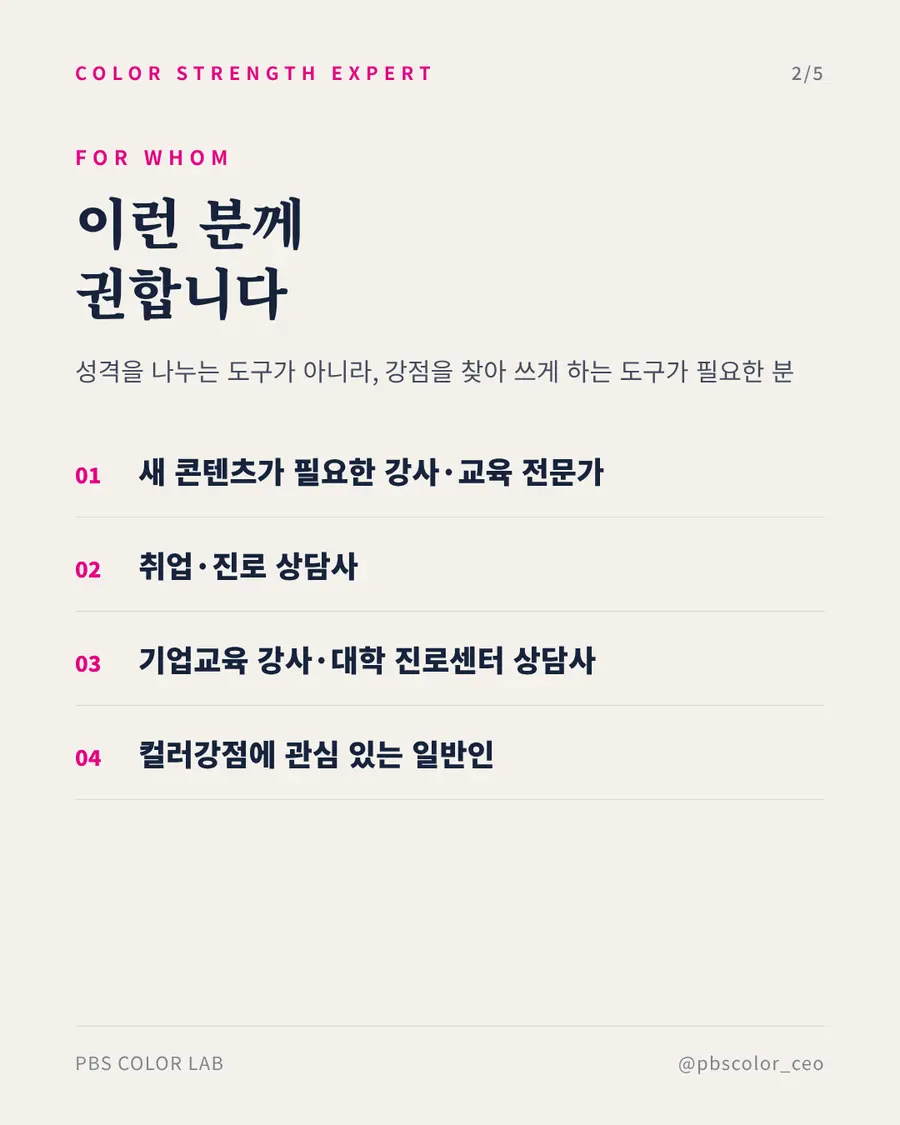 COLOR STRENGTH EXPERT 2/5
FOR WHOM
이런 분께
권합니다
성격을 나누는 도구가 아니라, 강점을 찾아 쓰게 하는 도구가 필요한 분
01 새 콘텐츠가 필요한 강사·교육 전문가
02 취업·진로 상담사
03 기업교육 강사·대학 진로센터 상담사
04 컬러강점에 관심 있는 일반인
PBS COLOR LAB @pbscolor_ceo